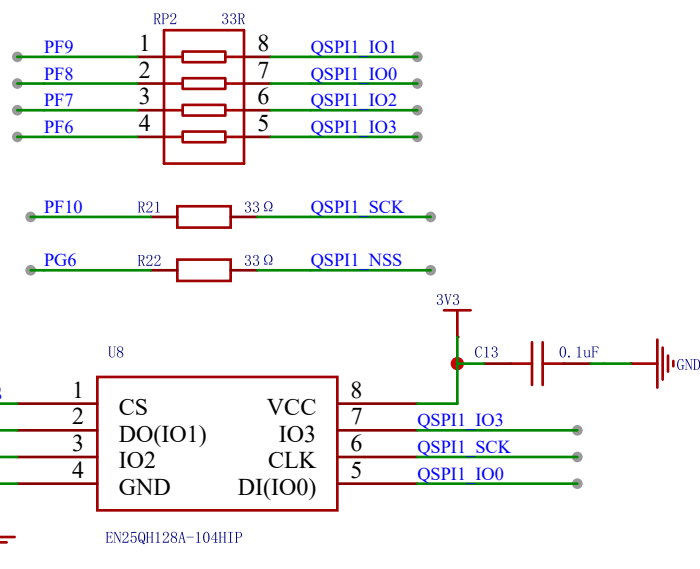 RP2 33R
PF9 1 8 QSPI1_IO1
PF8 2 7 QSPI1_IO0
PF7 3 6 QSPI1_IO2
PF6 4 5 QSPI1_IO3
PF10 R21 33Ω QSPI1_SCK
PG6 R22 33Ω QSPI1_NSS
3V3
C13 0.1uF GND
U8
1 CS VCC 8
2 DO(IO1) IO3 7 QSPI1_IO3
3 IO2 CLK 6 QSPI1_SCK
4 GND DI(IO0) 5 QSPI1_IO0
EN25QH128A-104HIP